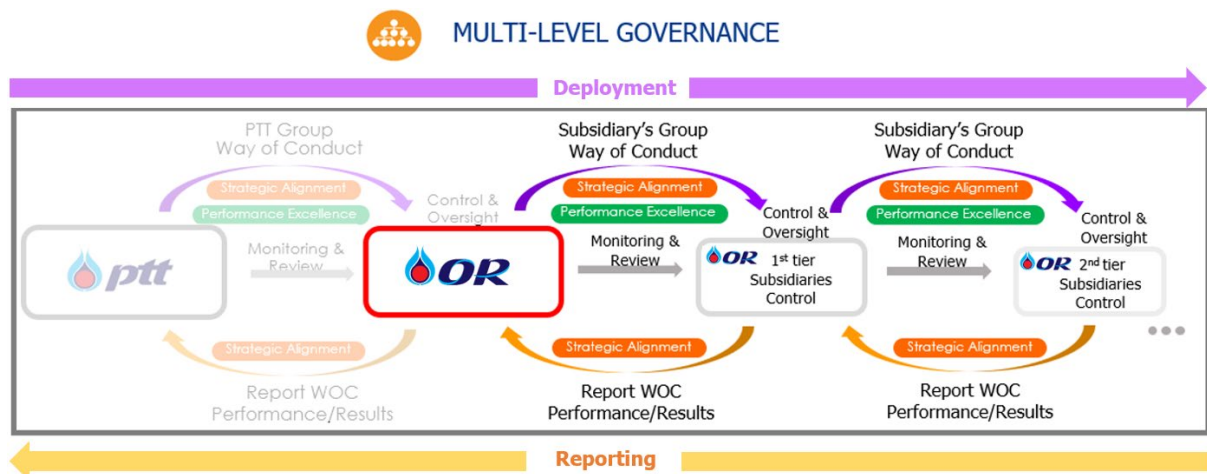 MULTI-LEVEL GOVERNANCE
Deployment
PTT Group
Way of Conduct
Strategic Alignment
Performance Excellence
Control &
Oversight
Monitoring &
Review
ptt
Strategic Alignment
Report WOC
Performance/Results
OR
Subsidiary's Group
Way of Conduct
Strategic Alignment
Performance Excellence
Control &
Oversight
Monitoring &
Review
OR 1st tier
Subsidiaries
Control
Strategic Alignment
Report WOC
Performance/Results
Subsidiary's Group
Way of Conduct
Strategic Alignment
Performance Excellence
Control &
Oversight
Monitoring &
Review
OR 2nd tier
Subsidiaries
Control
Strategic Alignment
Report WOC
Performance/Results
Reporting